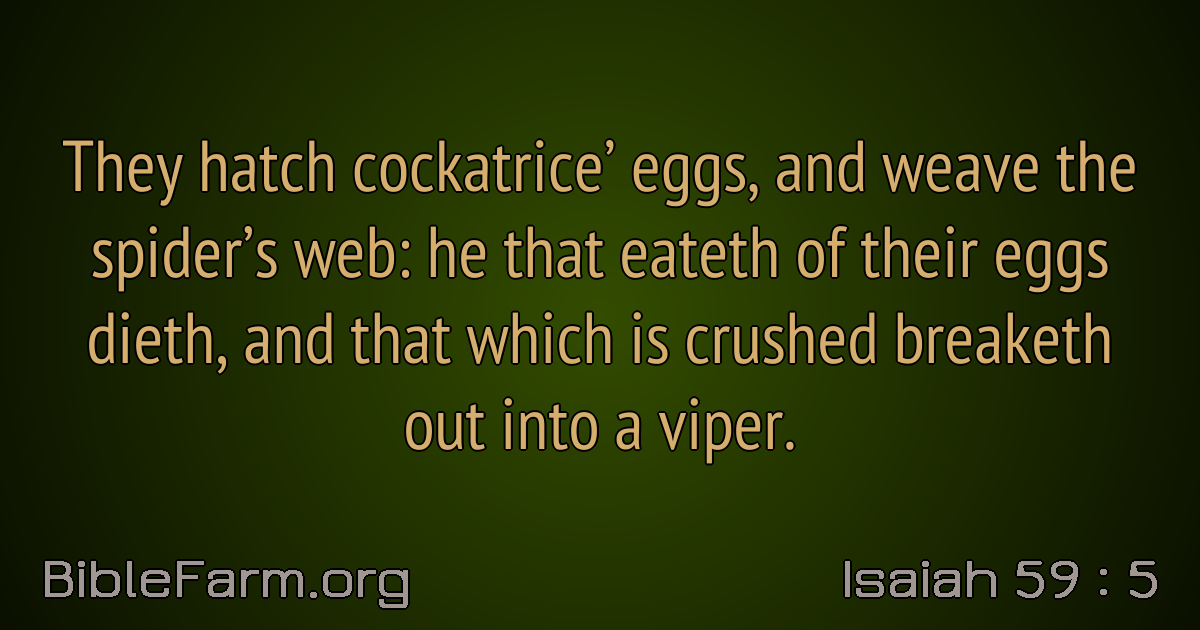 They hatch cockatrice’ eggs, and weave the
spider’s web: he that eateth of their eggs
dieth, and that which is crushed breaketh
out into a viper.
BibleFarm.org
Isaiah 59 : 5